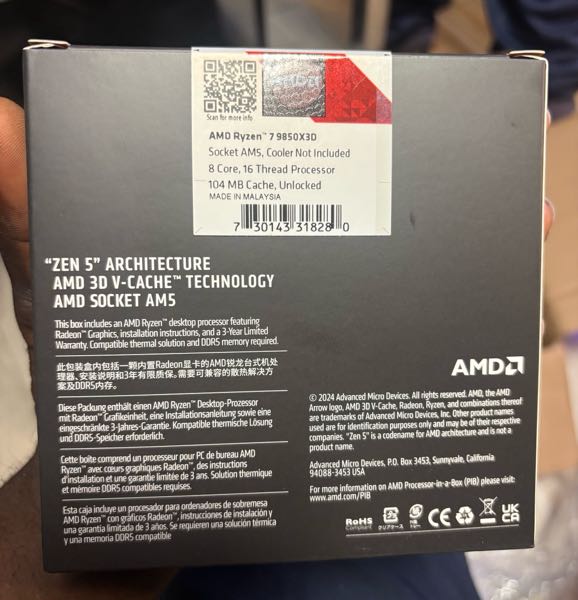 AMD
Scan for more info
AMD Ryzen™ 7 9850X3D
Socket AM5, Cooler Not Included
8 Core, 16 Thread Processor
104 MB Cache, Unlocked
MADE IN MALAYSIA
7 30143 31828 0
“ZEN 5” ARCHITECTURE
AMD 3D V-CACHE™ TECHNOLOGY
AMD SOCKET AM5
This box includes an AMD Ryzen™ desktop processor featuring
Radeon™ Graphics, installation instructions, and a 3-Year Limited
Warranty. Compatible thermal solution and DDR5 memory required.
此包装盒内包括一颗内置Radeon显卡的AMD锐龙台式机处
理器、安装说明和3年有限质保。需要可兼容的散热解决方
案及DDR5内存。
Diese Packung enthält einen AMD Ryzen™ Desktop-Prozessor
mit Radeon™ Grafikeinheit, eine Installationsanleitung sowie eine
eingeschränkte 3-Jahres-Garantie. Kompatible thermische Lösung
und DDR5-Speicher erforderlich.
Cette boîte comprend un processeur pour PC de bureau AMD
Ryzen™ avec cœurs graphiques Radeon™, des instructions
d’installation et une garantie limitée de 3 ans. Solution thermique
et mémoire DDR5 compatibles requises.
Esta caja incluye un procesador para ordenadores de sobremesa
AMD Ryzen™ con gráficos Radeon™, instrucciones de instalación y
una garantía limitada de 3 años. Se requieren una solución térmica
y una memoria DDR5 compatible
AMD
© 2024 Advanced Micro Devices. All rights reserved. AMD, the AMD
Arrow logo, AMD 3D V-Cache, Radeon, Ryzen, and combinations thereof
are trademarks of Advanced Micro Devices, Inc. Other product names
used are for identification purposes only and may be of their respective
companies. “Zen 5” is a codename for AMD architecture and is not a
product name.
Advanced Micro Devices, P.O. Box 3453, Sunnyvale, California
94088-3453 USA
For more information on AMD Processor-in-a-Box (PIB) please visit:
www.amd.com/PIB
RoHS
Compliant
クリアケース
CE
UK
CA